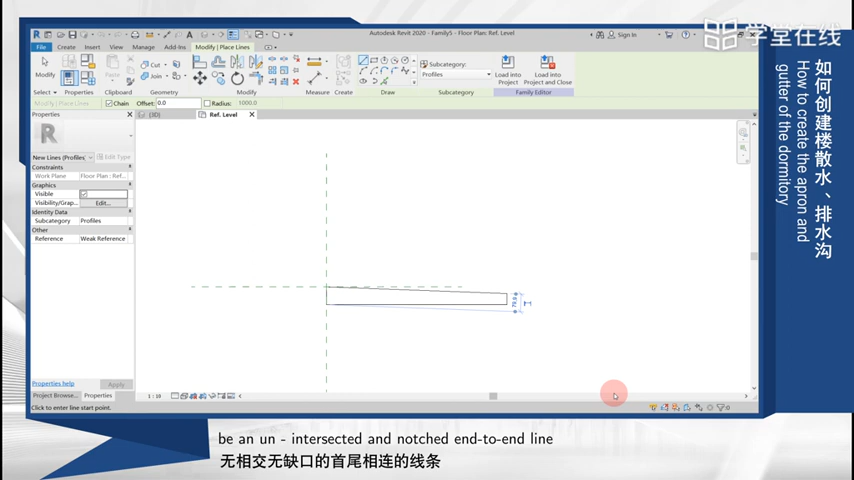 Autodesk Revit 2020 - Family5 - Floor Plan: Ref. Level
Sign In
学堂在线
File Create Insert View Manage Add-Ins Modify | Place Lines
Modify
Paste
Cut
Join
Subcategory:
Profiles
Load into
Project
Load into
Project and Close
Select Properties Clipboard Geometry Modify Measure Create Draw Subcategory Family Editor
Modify | Place Lines Chain Offset: 0.0 Radius: 1000.0
Properties
(3D)
Ref. Level
R
New Lines (Profiles) Edit Type
Constraints
Work Plane Floor Plan : Ref...
Graphics
Visible
Visibility/Grap... Edit...
Identity Data
Subcategory Profiles
Other
Reference Weak Reference
Properties help
Apply
Project Browse... Properties
1 : 10
Click to enter line start point.
如何创建楼散水、排水沟
How to create the apron and
gutter of the dormitory
be an un - intersected and notched end-to-end line
无相交无缺口的首尾相连的线条